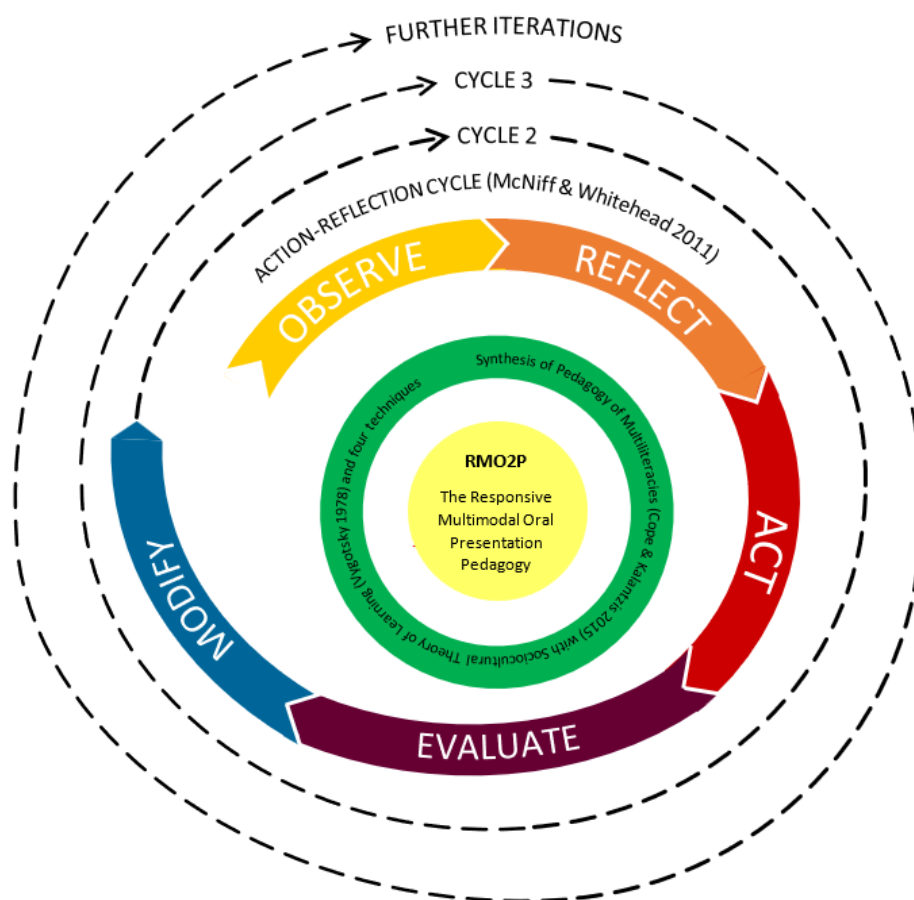 FURTHER ITERATIONS
CYCLE 3
CYCLE 2
ACTION-REFLECTION CYCLE (McNiff & Whitehead 2011)
OBSERVE
REFLECT
ACT
EVALUATE
MODIFY
Synthesis of Pedagogy of Multiliteracies (Cope & Kalantzis 2015) with Sociocultural Theory of Learning (Vygotsky 1978) and four techniques
RMO2P
The Responsive
Multimodal Oral
Presentation
Pedagogy